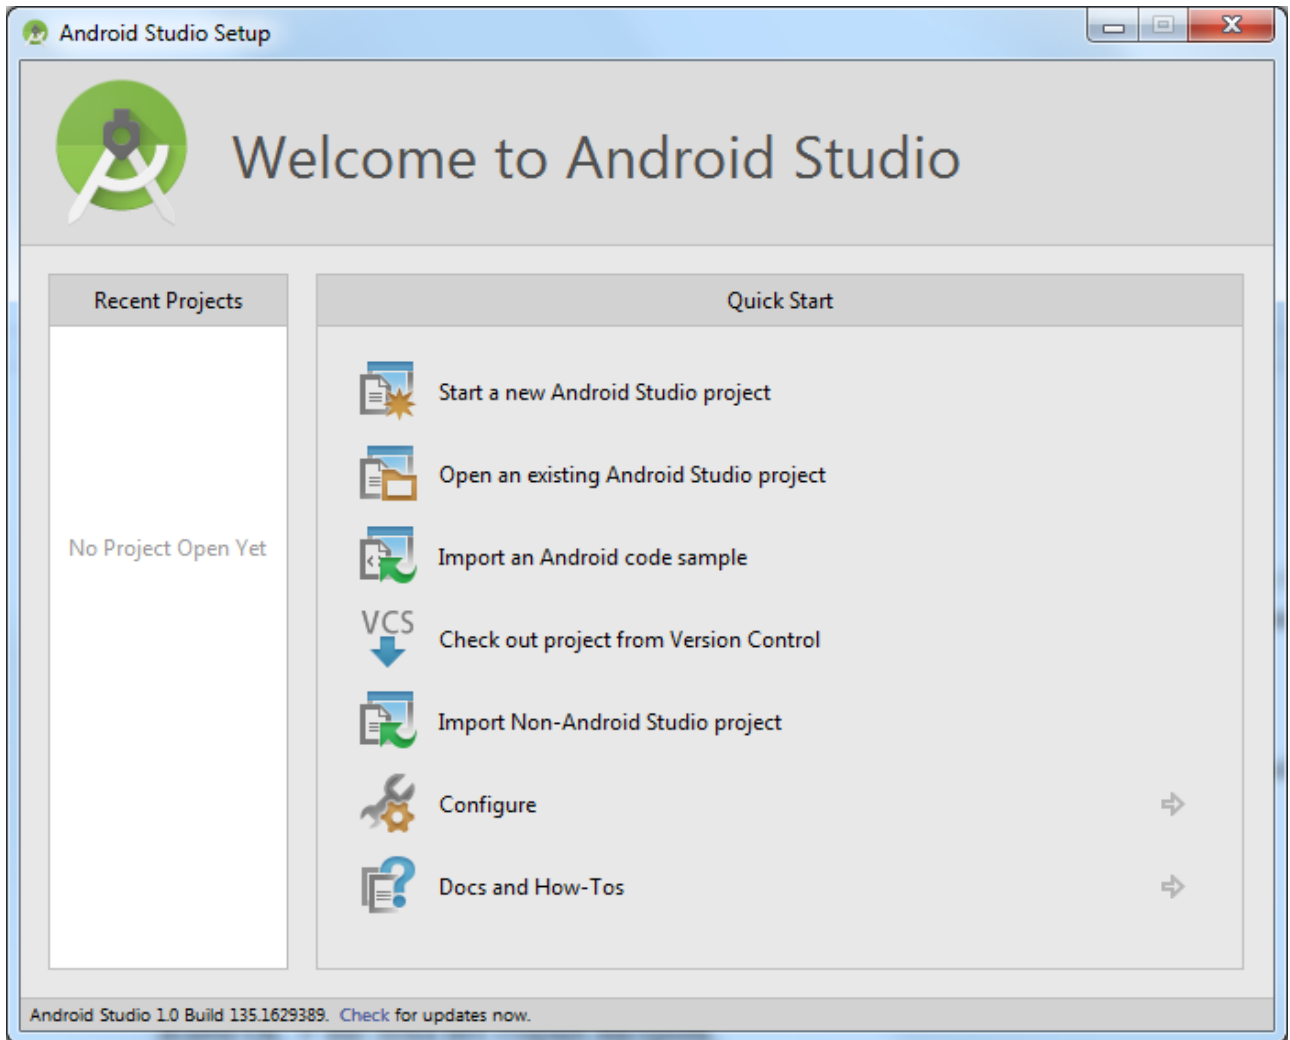 Android Studio Setup
Welcome to Android Studio
Recent Projects
No Project Open Yet
Quick Start
Start a new Android Studio project
Open an existing Android Studio project
Import an Android code sample
VCS
Check out project from Version Control
Import Non-Android Studio project
Configure
Docs and How-Tos
Android Studio 1.0 Build 135.1629389. Check for updates now.